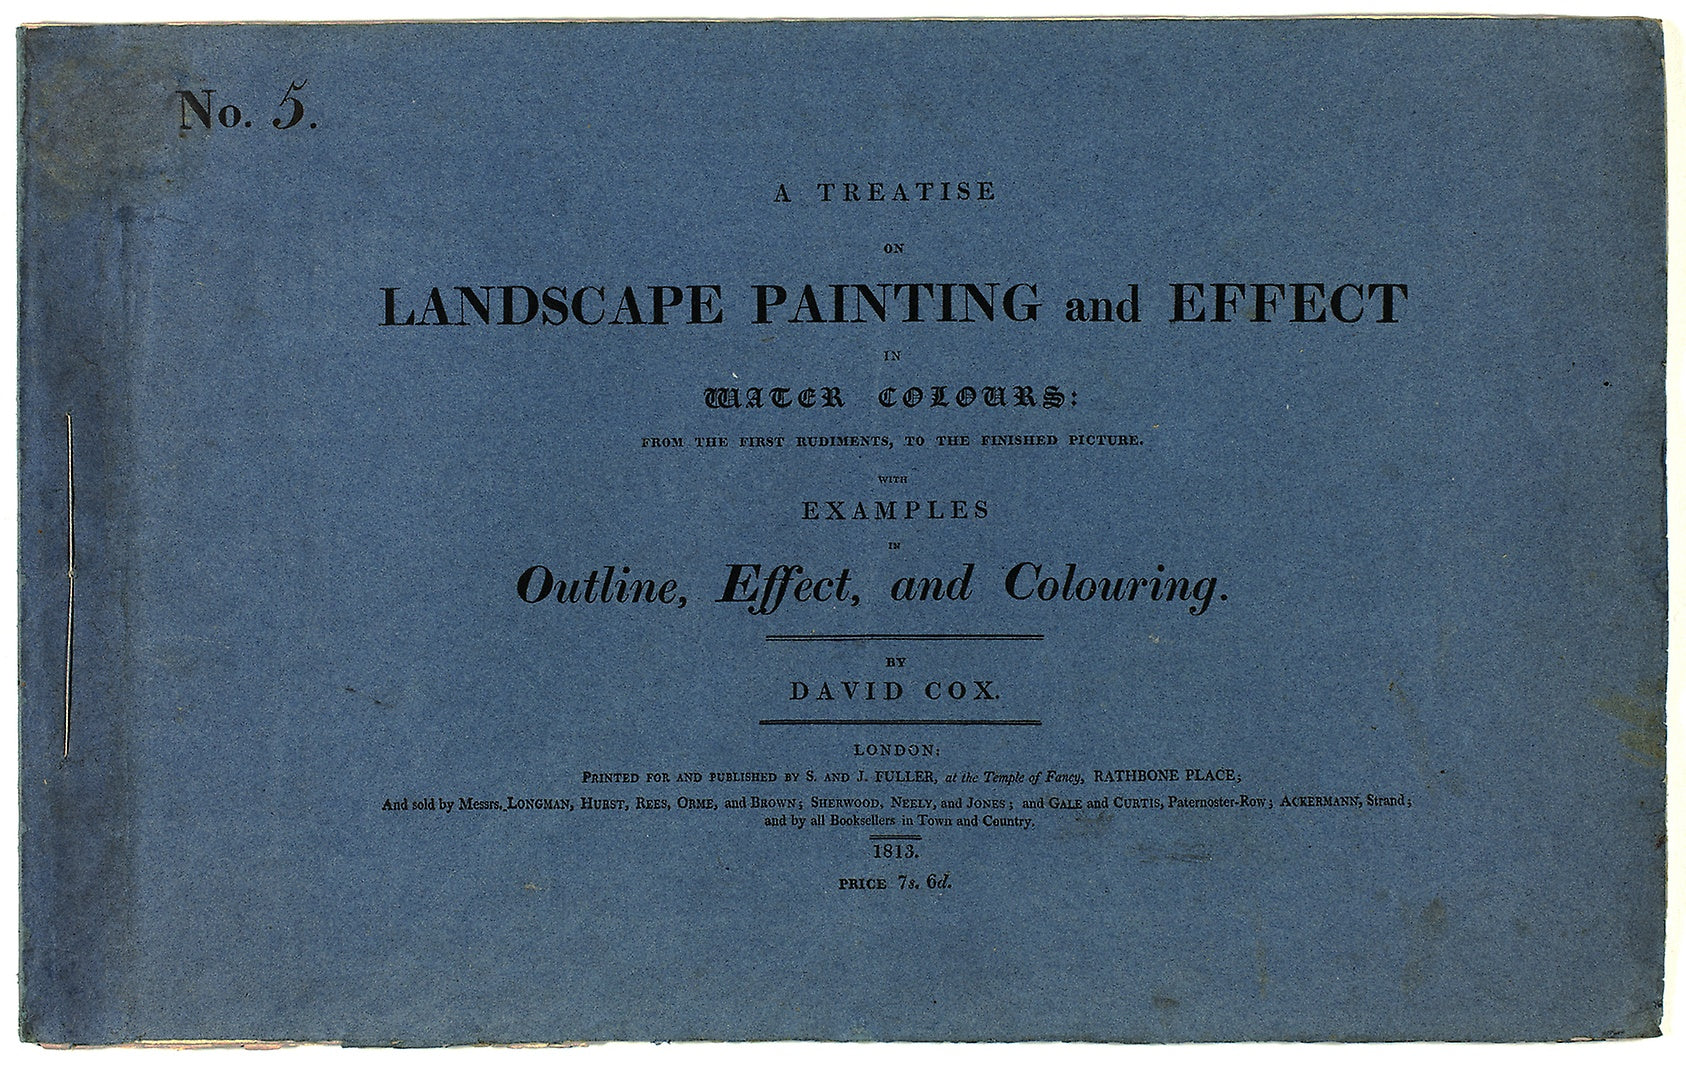 No. 5.
A TREATISE
ON
LANDSCAPE PAINTING and EFFECT
IN
WATER COLOURS:
FROM THE FIRST RUDIMENTS, TO THE FINISHED PICTURE.
WITH
EXAMPLES
IN
Outline, Effect, and Colouring.
BY
DAVID COX.
LONDON:
PRINTED FOR AND PUBLISHED BY S. AND J. FULLER, at the Temple of Fancy, RATHBONE PLACE;
And sold by Messrs. LONGMAN, HURST, REES, ORME, and BROWN; SHERWOOD, NEELY, and JONES; and GALE and CURTIS, Paternoster-Row; ACKERMANN, Strand;
and by all Booksellers in Town and Country.
1813.
PRICE 7s. 6d.